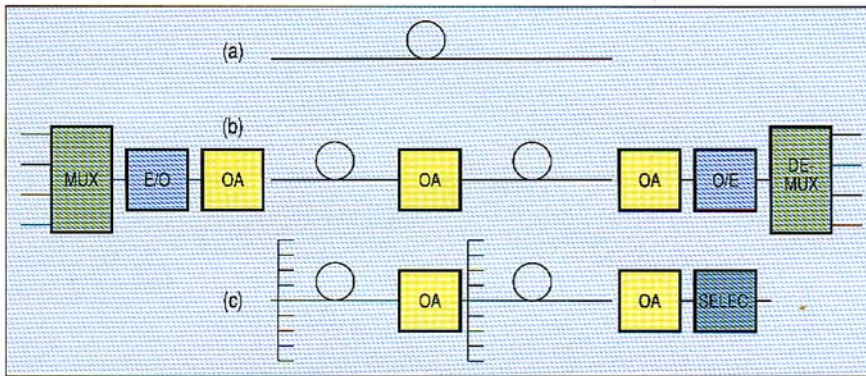 (a)
(b)
MUX E/O OA OA OA O/E DE-
MUX
(c) OA OA SELEC